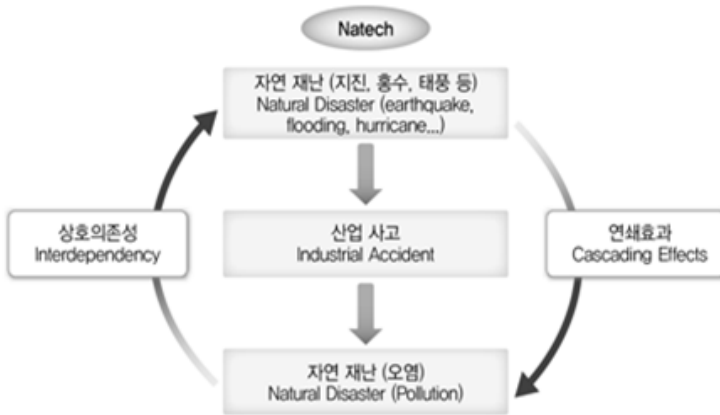 Natech
자연 재난 (지진, 홍수, 태풍 등)
Natural Disaster (earthquake,
flooding, hurricane,,,)
상호의존성
Interdependency
산업 사고
Industrial Accident
연쇄효과
Cascading Effects
자연 재난 (오염)
Natural Disaster (Pollution)